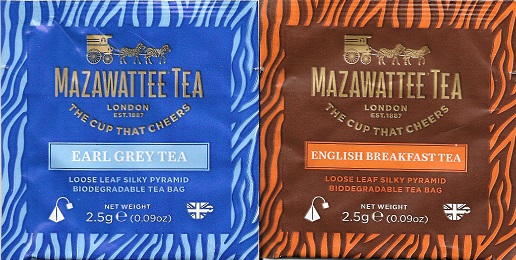 MAZAWATTEE TEA
LONDON
EST.1887
THE CUP THAT CHEERS
EARL GREY TEA
LOOSE LEAF SILKY PYRAMID
BIODEGRADABLE TEA BAG
NET WEIGHT
2.5g ℮ (0.09oz)
MAZAWATTEE TEA
LONDON
EST.1887
THE CUP THAT CHEERS
ENGLISH BREAKFAST TEA
LOOSE LEAF SILKY PYRAMID
BIODEGRADABLE TEA BAG
NET WEIGHT
2.5g ℮ (0.09oz)